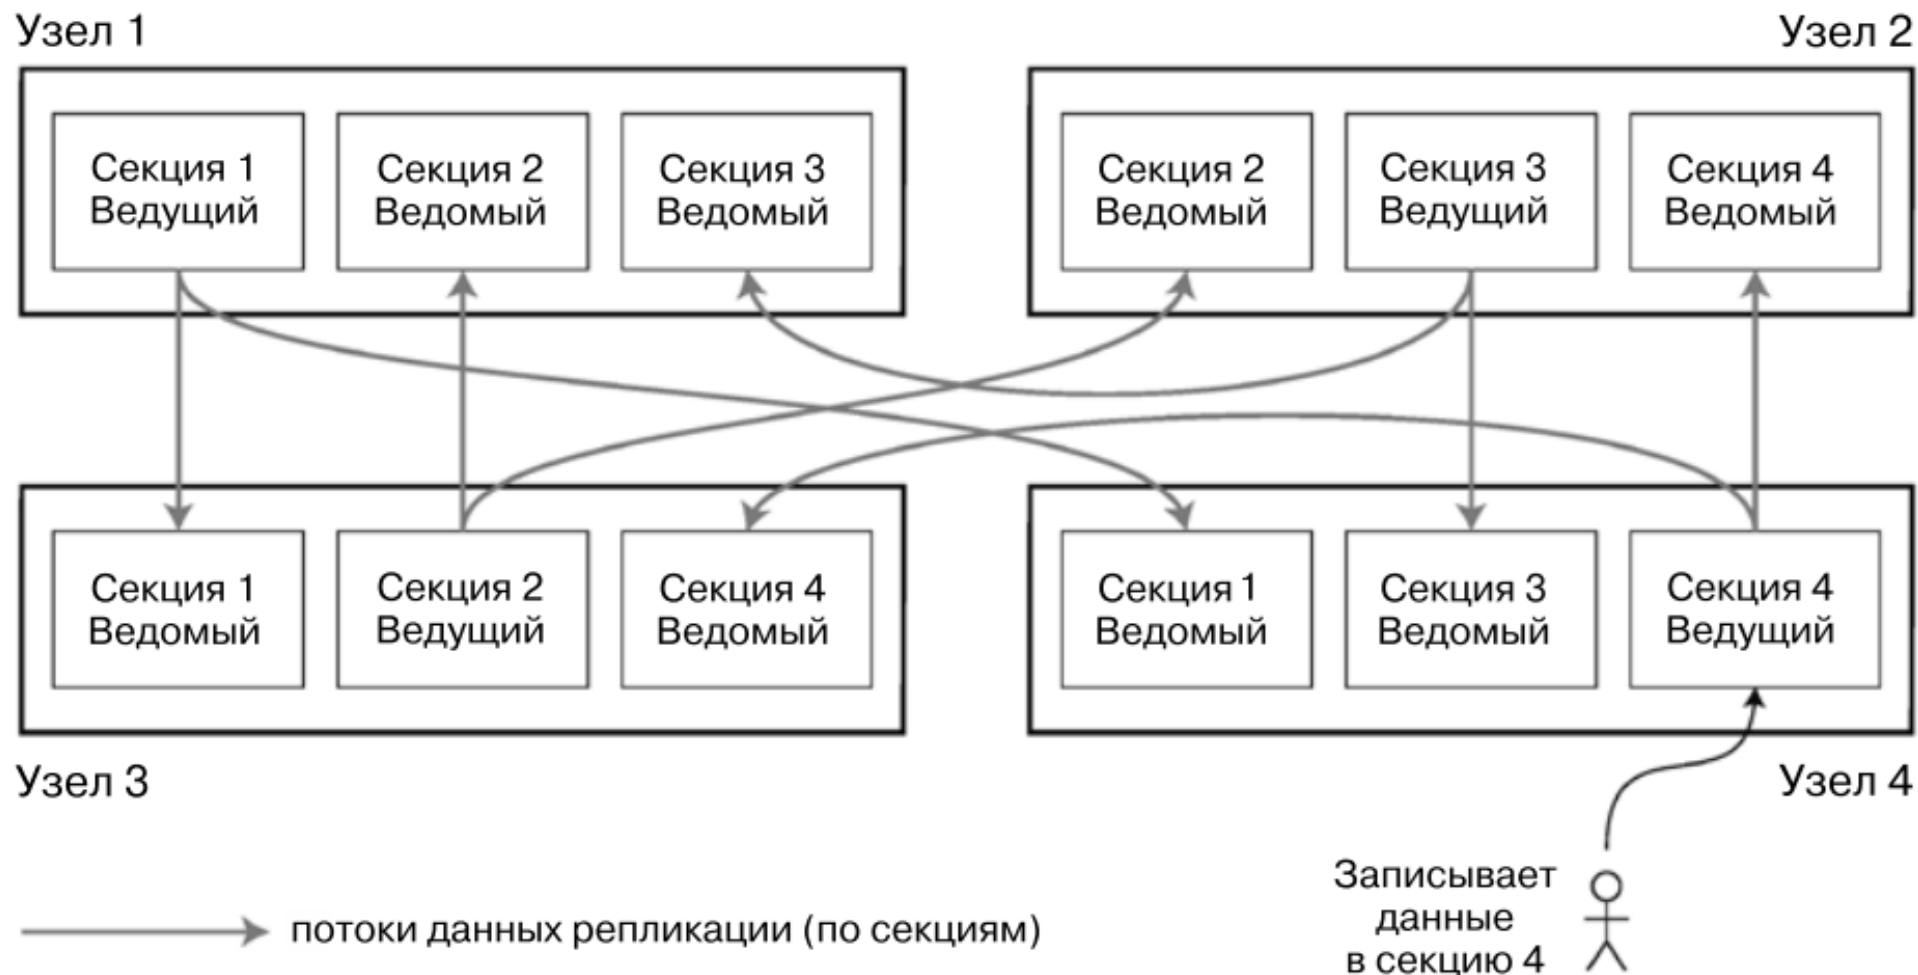 Узел 1
Узел 2
Секция 1
Ведущий
Секция 2
Ведомый
Секция 3
Ведомый
Секция 2
Ведомый
Секция 3
Ведущий
Секция 4
Ведомый
Секция 1
Ведомый
Секция 2
Ведущий
Секция 4
Ведомый
Секция 1
Ведомый
Секция 3
Ведомый
Секция 4
Ведущий
Узел 3
Узел 4
потоки данных репликации (по секциям)
Записывает
данные
в секцию 4